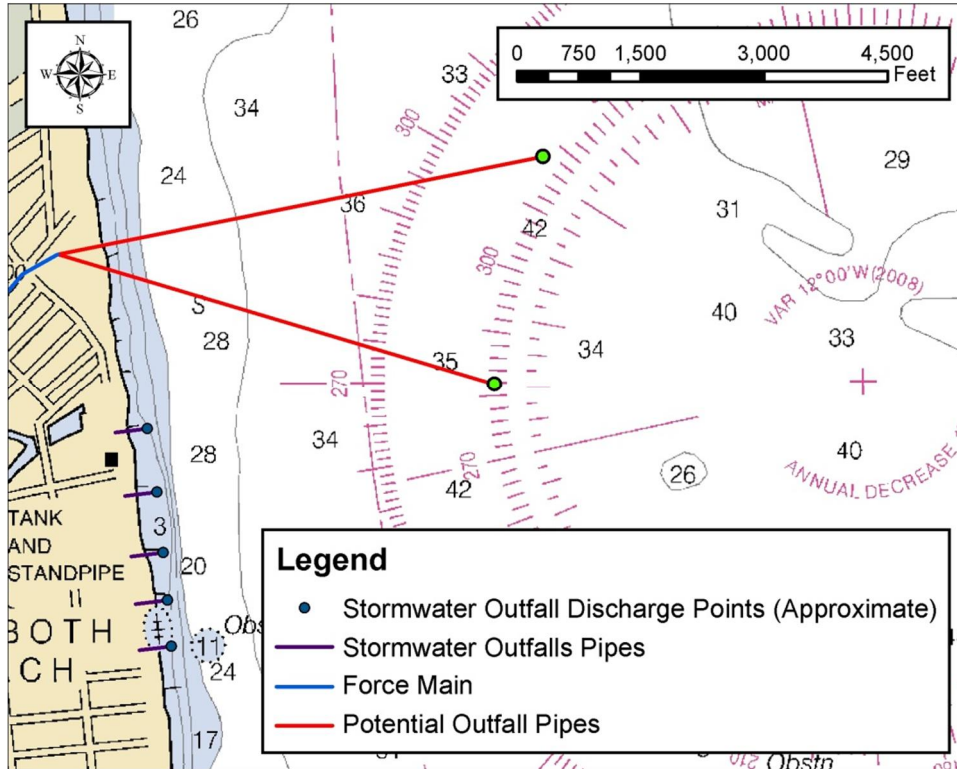 26
N
W E
S
0 750 1,500 3,000 4,500
Feet
33
34
300
29
24
36
31
42
300
5
VAR 12°00'W (2008)
28
40
33
35
34
270
34
40
28
270
26
42
ANNUAL DECREASE
3
TANK
AND
STANDPIPE
20
BOTH
CH
Obst
11
24
17
Legend
Stormwater Outfall Discharge Points (Approximate)
Stormwater Outfalls Pipes
Force Main
Potential Outfall Pipes
Obstn
210